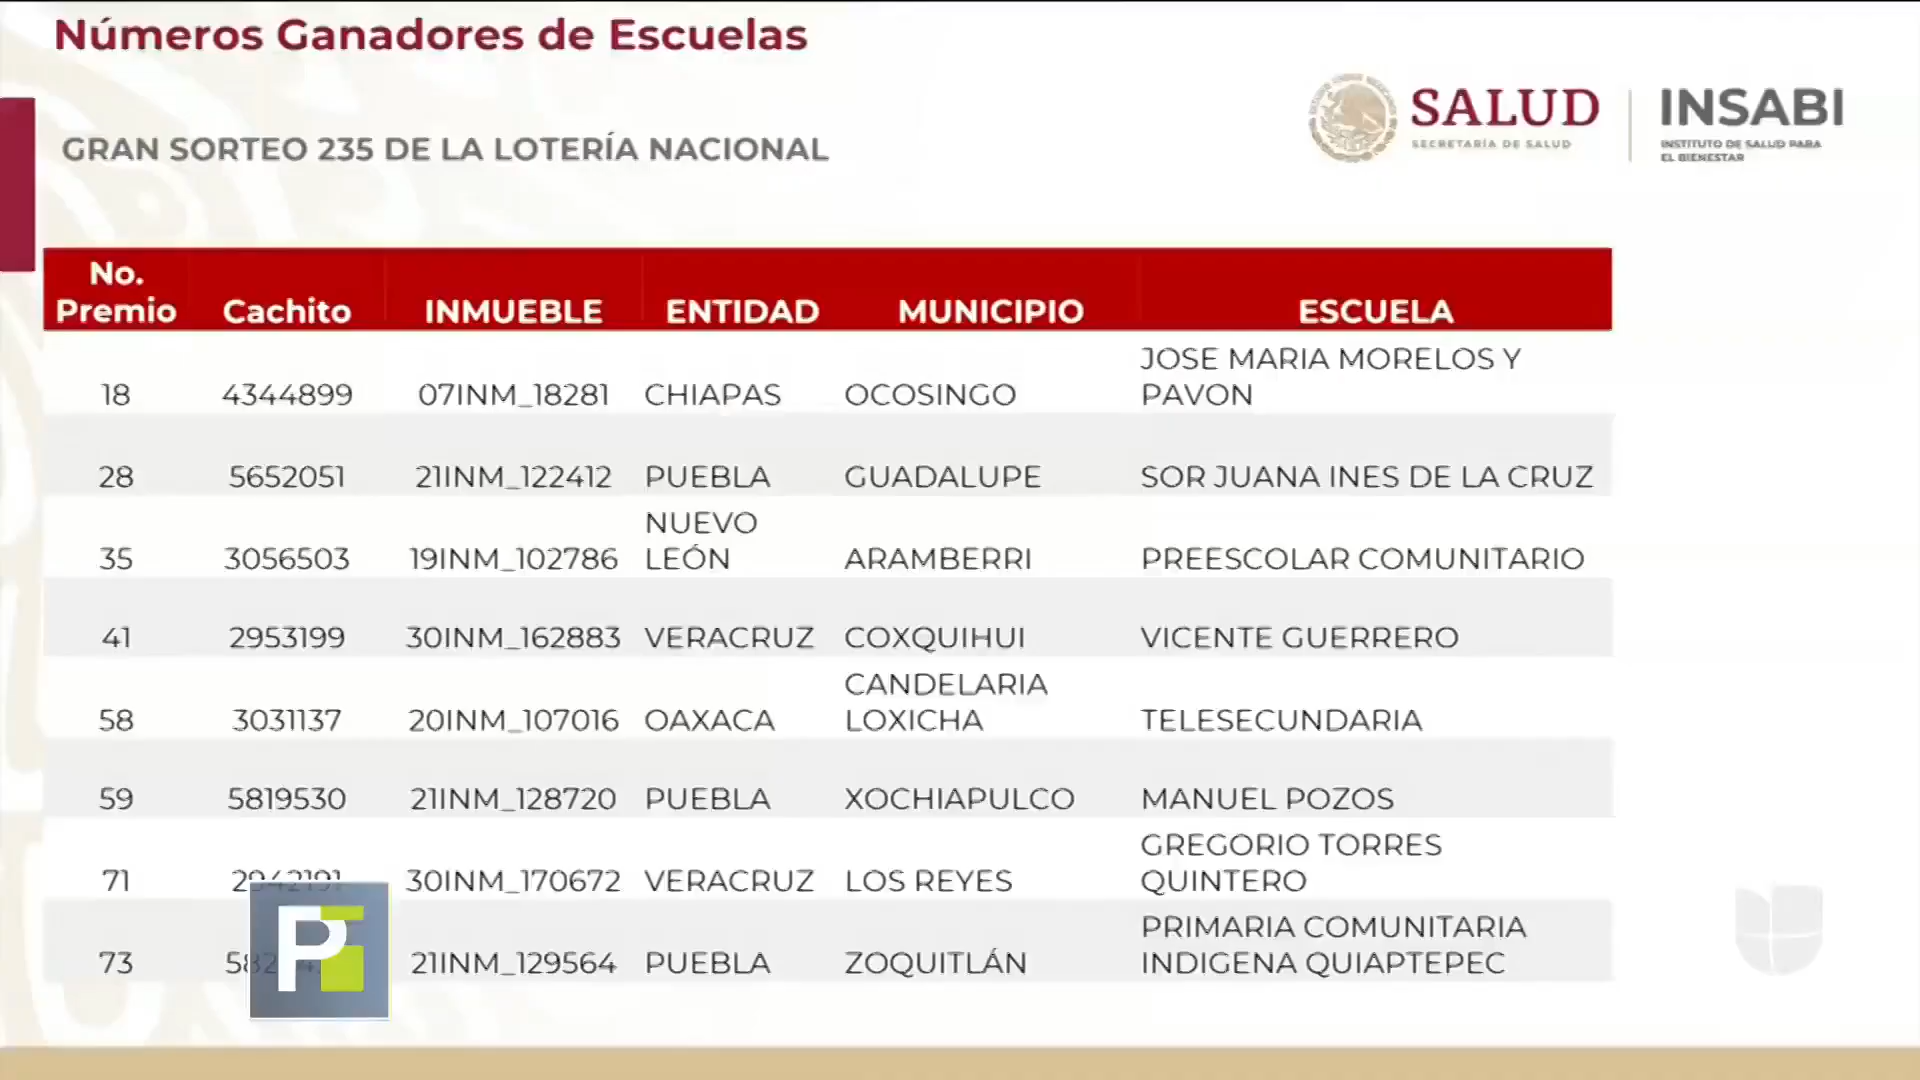 Números Ganadores de Escuelas
GRAN SORTEO 235 DE LA LOTERÍA NACIONAL
SALUD
SECRETARÍA DE SALUD
INSABI
INSTITUTO DE SALUD PARA
EL BIENESTAR
No. Premio Cachito INMUEBLE ENTIDAD MUNICIPIO ESCUELA
18 4344899 07INM_18281 CHIAPAS OCOSINGO JOSE MARIA MORELOS Y PAVON
28 5652051 21INM_122412 PUEBLA GUADALUPE SOR JUANA INES DE LA CRUZ
35 3056503 19INM_102786 NUEVO LEÓN ARAMBERRI PREESCOLAR COMUNITARIO
41 2953199 30INM_162883 VERACRUZ COXQUIHUI VICENTE GUERRERO
58 3031137 20INM_107016 OAXACA CANDELARIA LOXICHA TELESECUNDARIA
59 5819530 21INM_128720 PUEBLA XOCHIAPULCO MANUEL POZOS
71 30INM_170672 VERACRUZ LOS REYES GREGORIO TORRES QUINTERO
73 21INM_129564 PUEBLA ZOQUITLÁN PRIMARIA COMUNITARIA INDIGENA QUIAPTEPEC